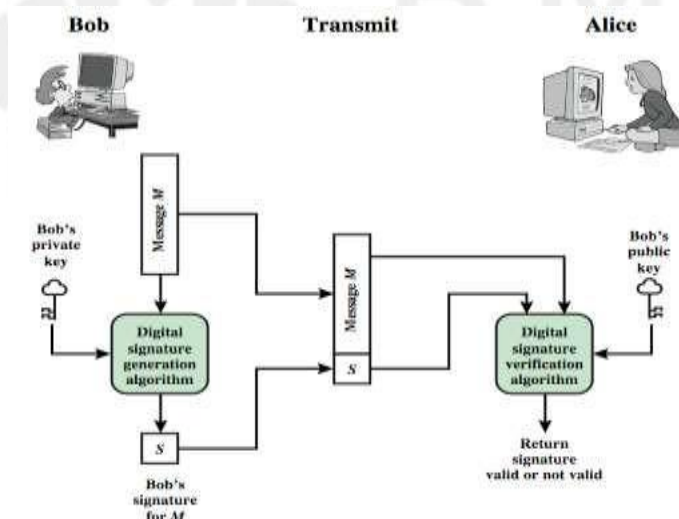 Bob
Transmit
Alice
Message M
Bob's
private
key
Digital
signature
generation
algorithm
S
Bob's
signature
for M
Message M
S
Bob's
public
key
Digital
signature
verification
algorithm
Return
signature
valid or not valid